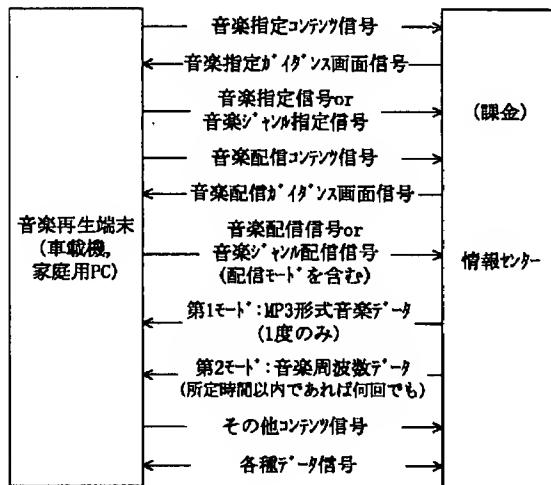 音楽指定コンテンツ信号
音楽指定ガイダンス画面信号
音楽指定信号or
音楽ジャンル指定信号
(課金)
音楽配信コンテンツ信号
音楽配信ガイダンス画面信号
音楽再生端末
(車載機,
家庭用PC)
音楽配信信号or
音楽ジャンル配信信号
(配信モードを含む)
情報センター
第1モード:MP3形式音楽データ
(1度のみ)
第2モード:音楽周波数データ
(所定時間以内であれば何回でも)
その他コンテンツ信号
各種データ信号